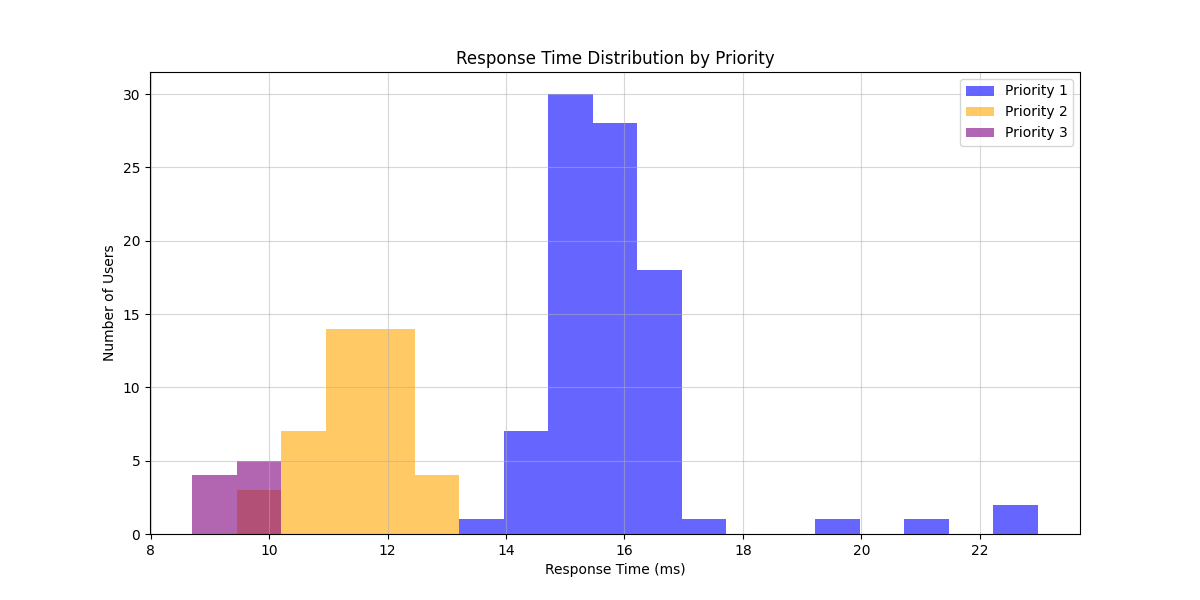 Response Time Distribution by Priority
Priority 1
Priority 2
Priority 3
30
25
20
15
10
5
0
Number of Users
8 10 12 14 16 18 20 22
Response Time (ms)